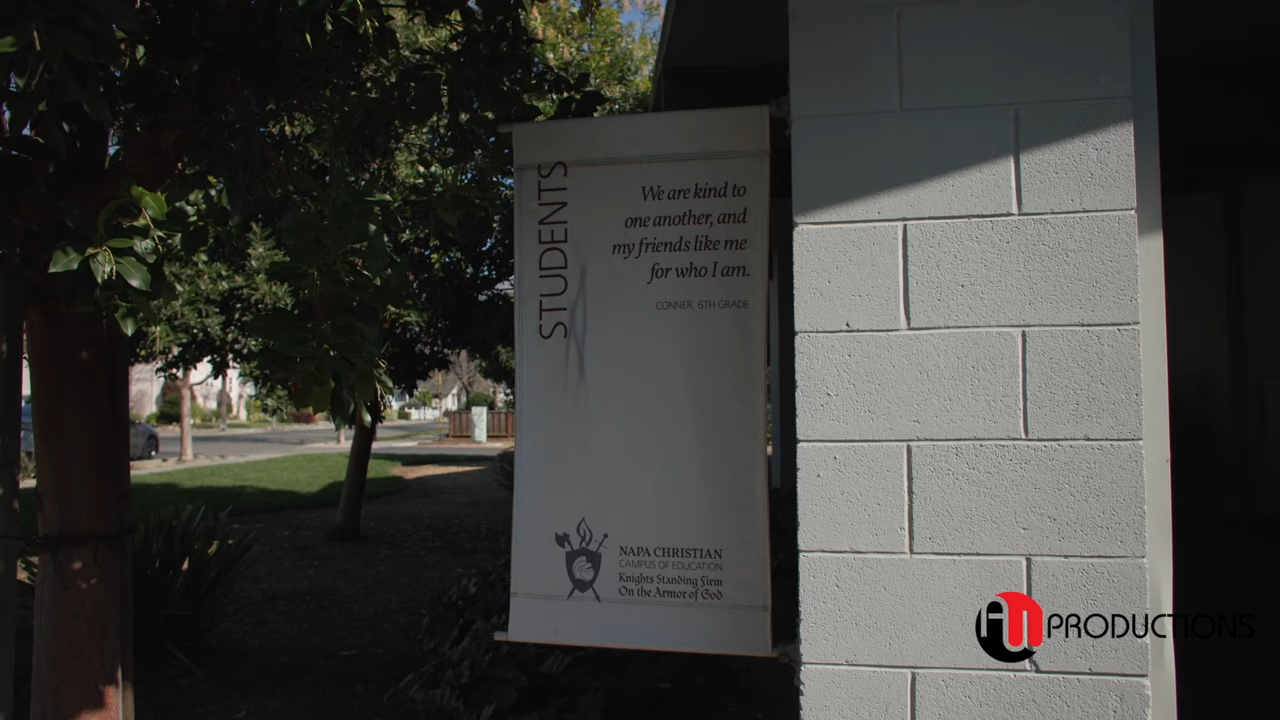 STUDENTS
We are kind to
one another, and
my friends like me
for who I am.
CONNER, 6TH GRADE
NAPA CHRISTIAN
CAMPUS OF EDUCATION
Knights Standing Firm
On the Armor of God
PRODUCTIONS